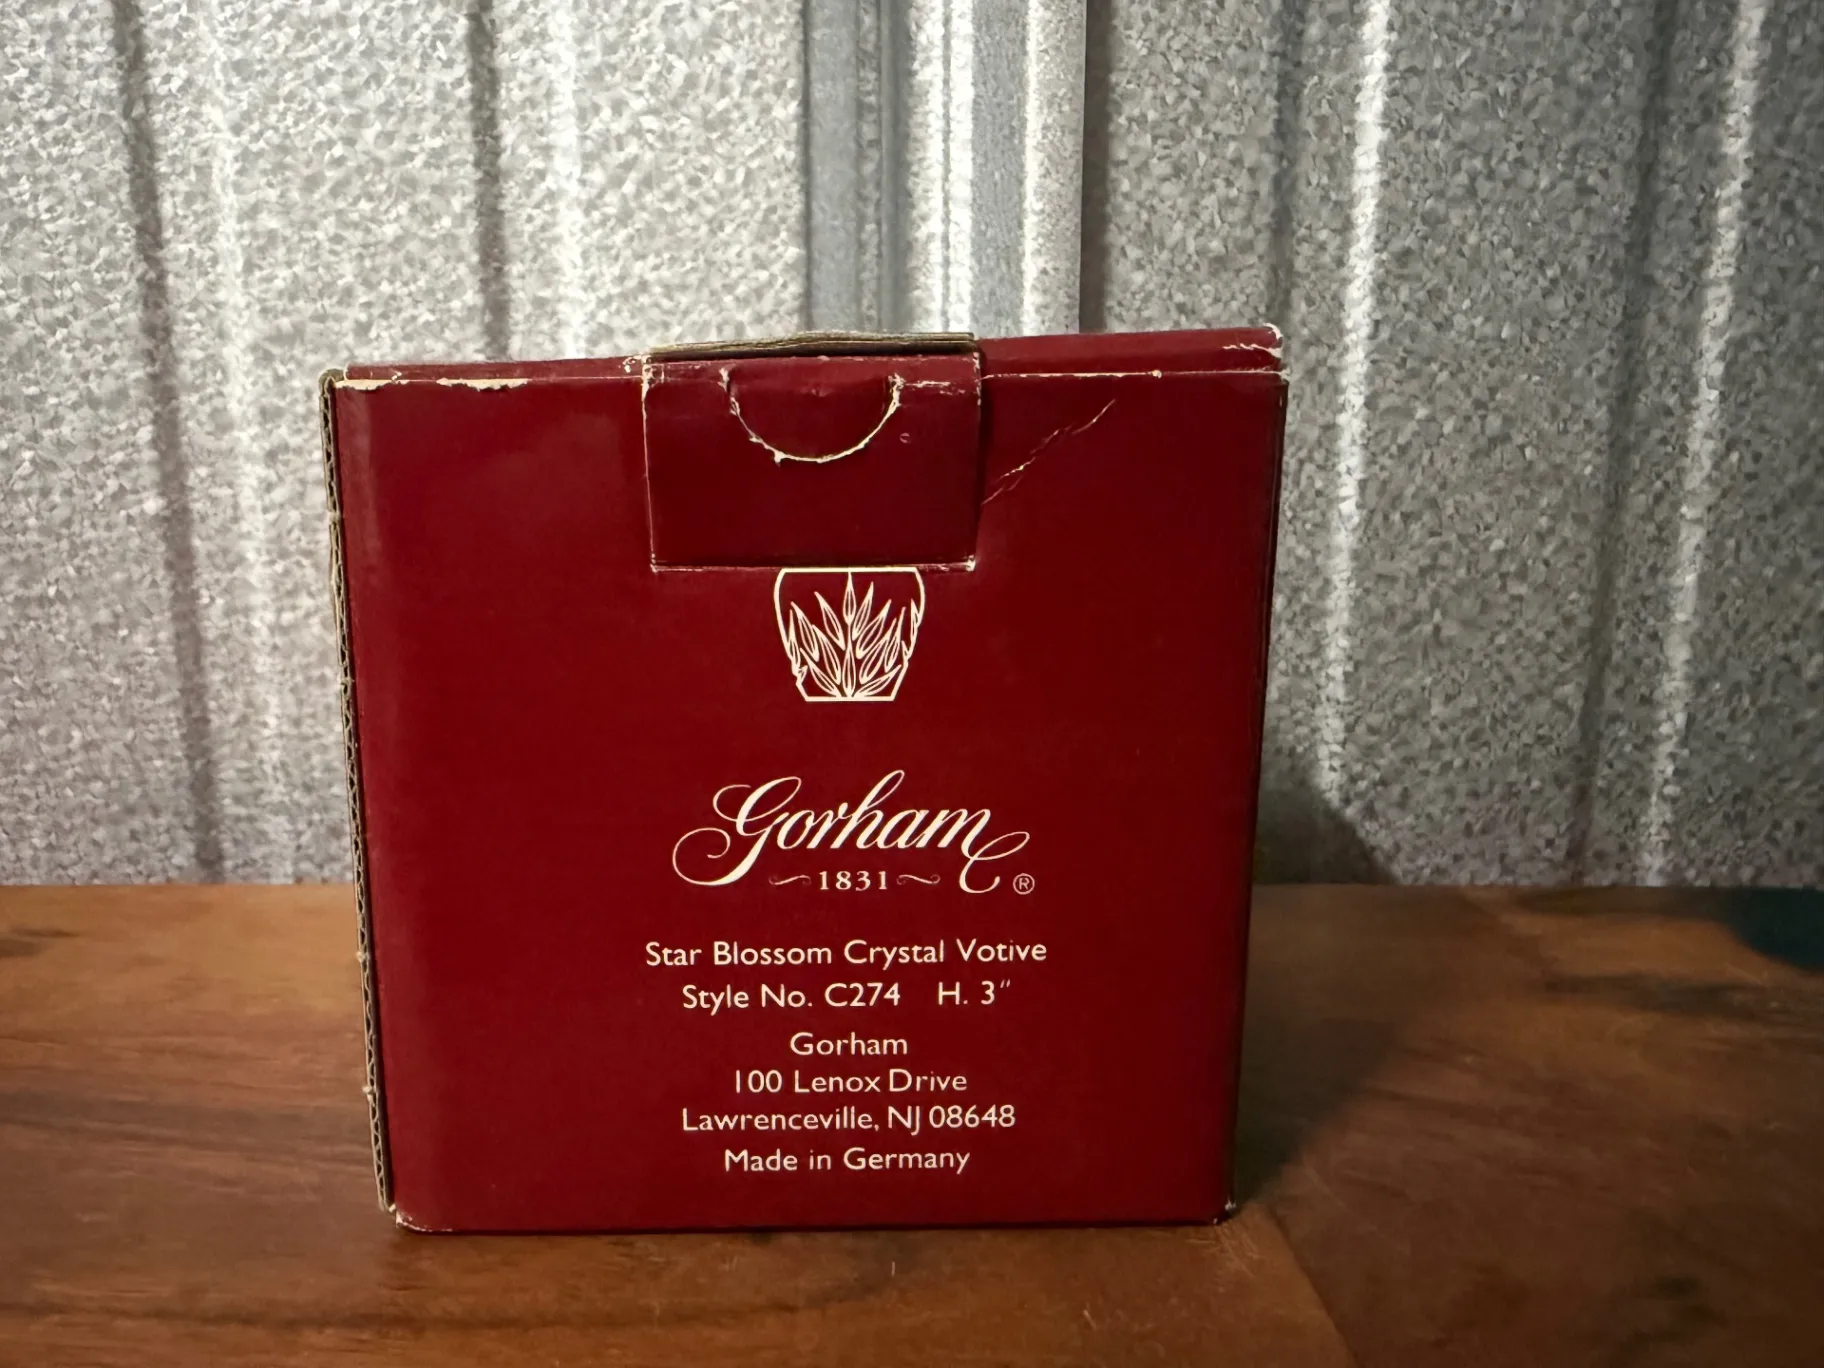 Gorham
1831 ®
Star Blossom Crystal Votive
Style No. C274 H. 3"
Gorham
100 Lenox Drive
Lawrenceville, NJ 08648
Made in Germany